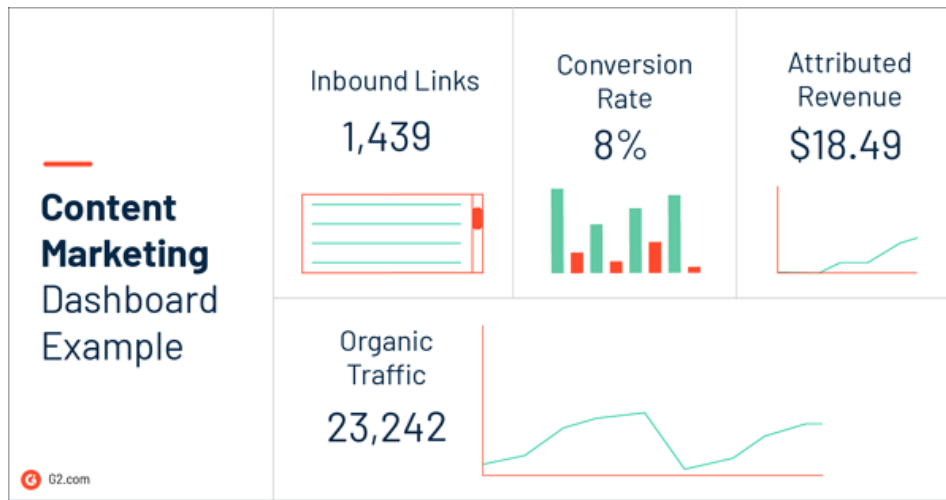 Content
Marketing
Dashboard
Example
G2.com
Inbound Links
1,439
Conversion
Rate
8%
Attributed
Revenue
$18.49
Organic
Traffic
23,242